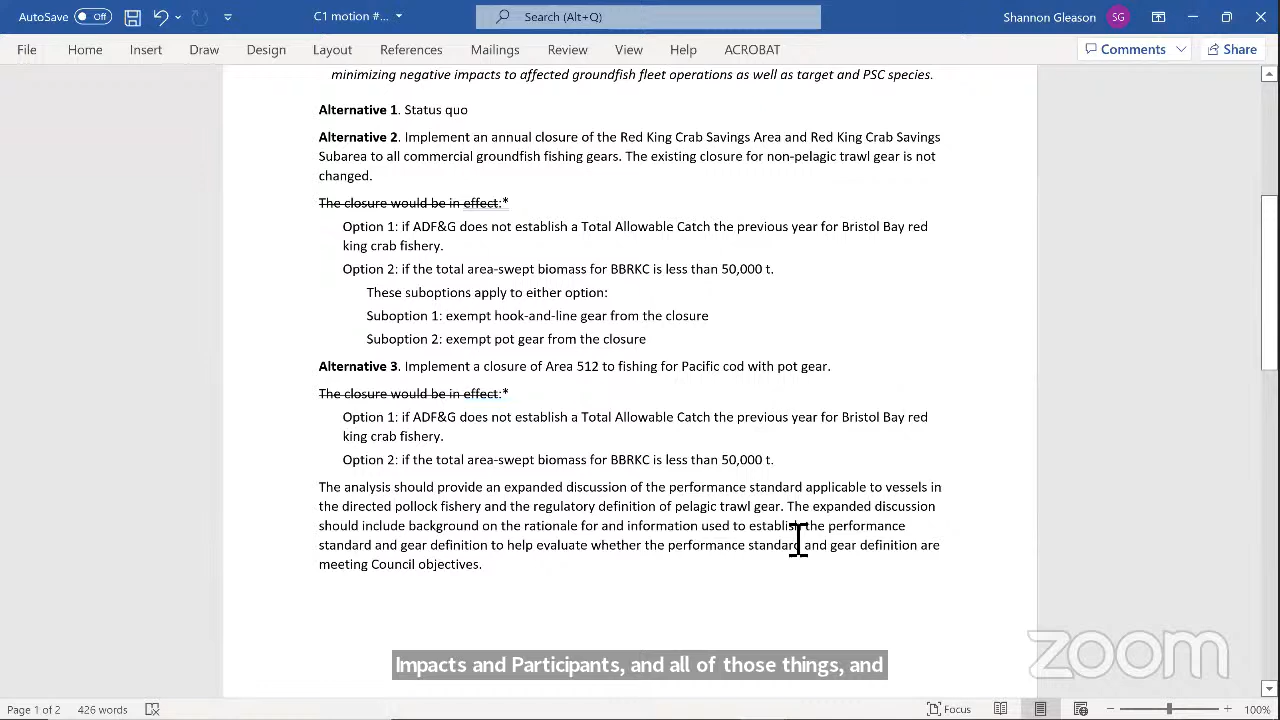 AutoSave Off C1 motion #... Search (Alt+Q) Shannon Gleason SG
File Home Insert Draw Design Layout References Mailings Review View Help ACROBAT Comments Share
minimizing negative impacts to affected groundfish fleet operations as well as target and PSC species.
Alternative 1. Status quo
Alternative 2. Implement an annual closure of the Red King Crab Savings Area and Red King Crab Savings
Subarea to all commercial groundfish fishing gears. The existing closure for non-pelagic trawl gear is not
changed.
The closure would be in effect:*
Option 1: if ADF&G does not establish a Total Allowable Catch the previous year for Bristol Bay red
king crab fishery.
Option 2: if the total area-swept biomass for BBRKC is less than 50,000 t.
These suboptions apply to either option:
Suboption 1: exempt hook-and-line gear from the closure
Suboption 2: exempt pot gear from the closure
Alternative 3. Implement a closure of Area 512 to fishing for Pacific cod with pot gear.
The closure would be in effect:*
Option 1: if ADF&G does not establish a Total Allowable Catch the previous year for Bristol Bay red
king crab fishery.
Option 2: if the total area-swept biomass for BBRKC is less than 50,000 t.
The analysis should provide an expanded discussion of the performance standard applicable to vessels in
the directed pollock fishery and the regulatory definition of pelagic trawl gear. The expanded discussion
should include background on the rationale for and information used to establish the performance
standard and gear definition to help evaluate whether the performance standard and gear definition are
meeting Council objectives.
zoom
Impacts and Participants, and all of those things, and
Page 1 of 2 426 words Focus 100%